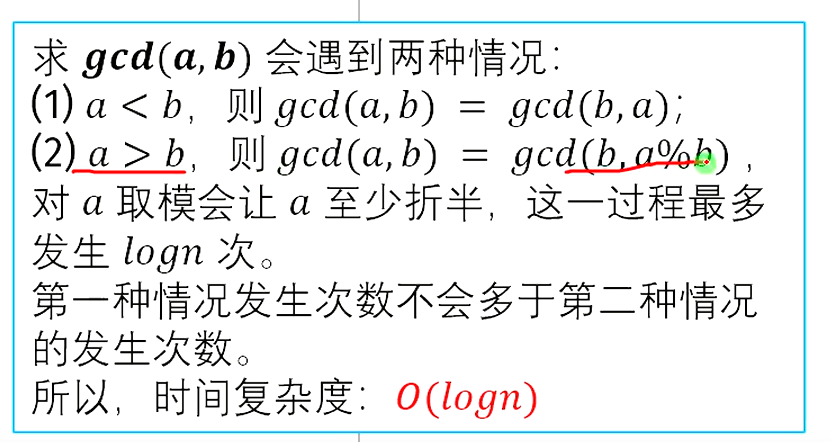 求 gcd(a,b) 会遇到两种情况：
(1) a < b，则 gcd(a,b) = gcd(b,a)；
(2) a > b，则 gcd(a,b) = gcd(b,a%b)，
对 a 取模会让 a 至少折半，这一过程最多
发生 logn 次。
第一种情况发生次数不会多于第二种情况
的发生次数。
所以，时间复杂度：O(logn)